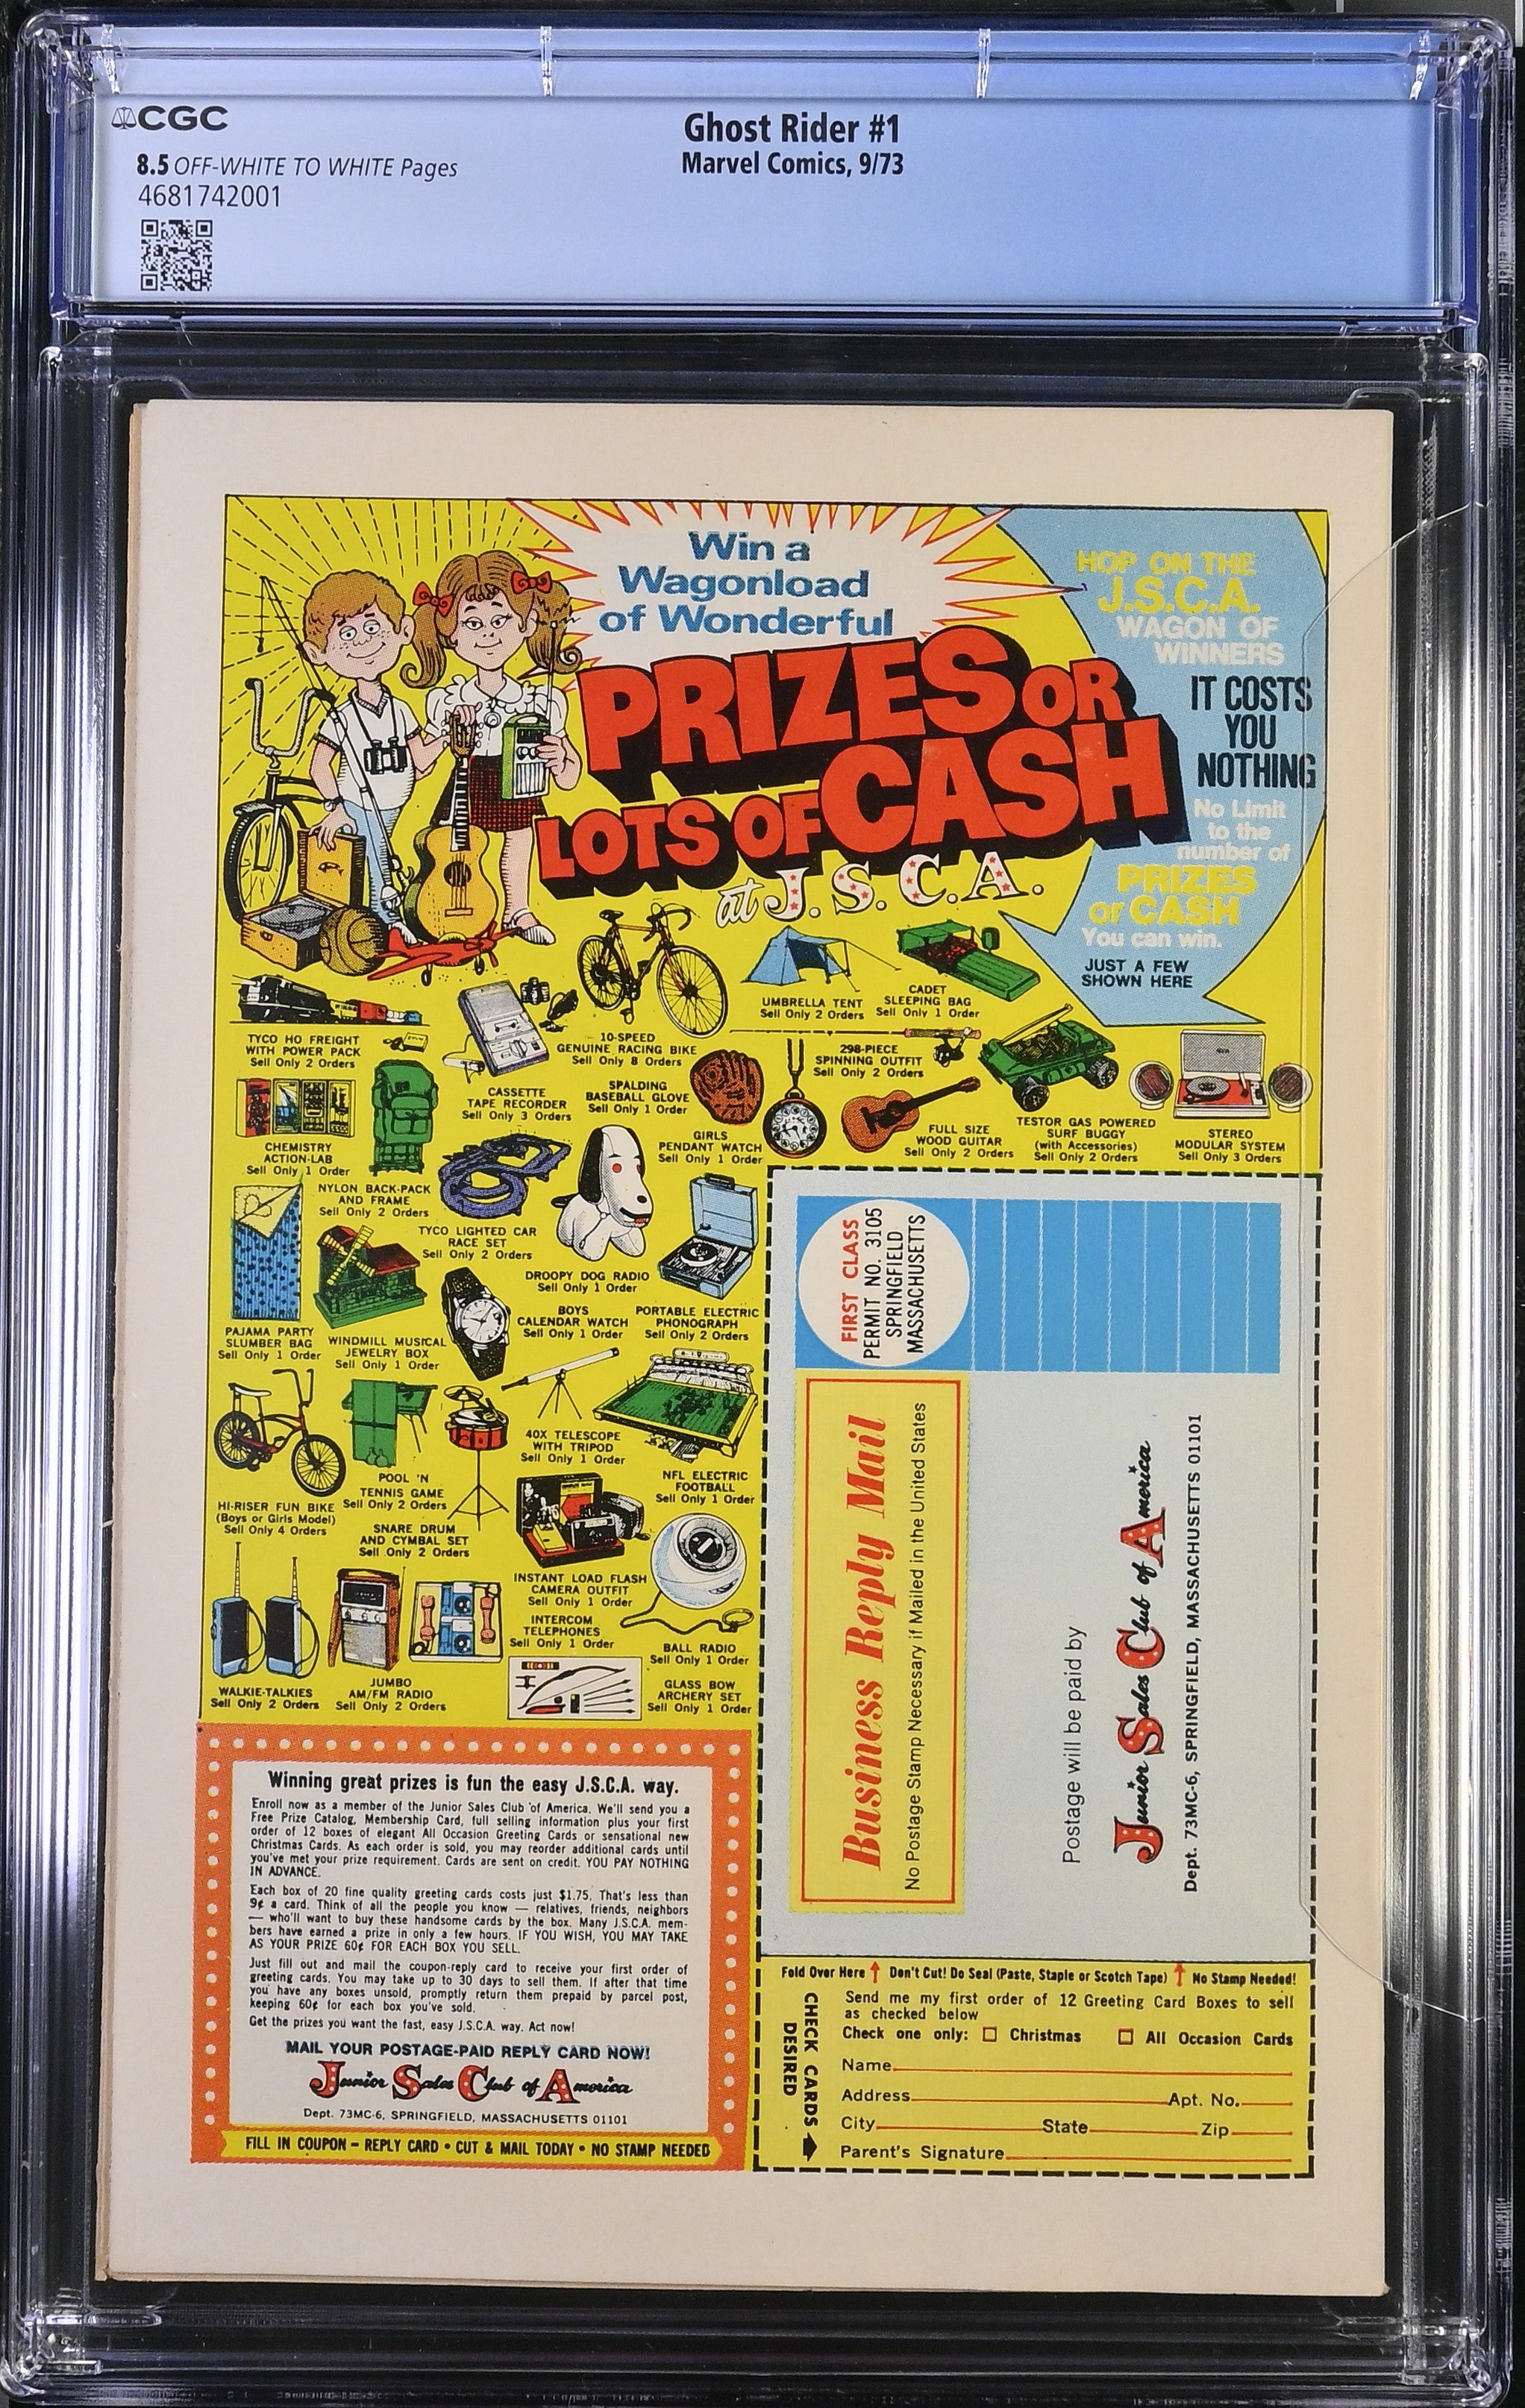 CGC
Ghost Rider #1
8.5 OFF-WHITE TO WHITE Pages
Marvel Comics, 9/73
4681742001
Win a
Wagonload
of Wonderful
PRIZES OR
LOTS OF CASH
at J.S.C.A.
HOP ON THE
J.S.C.A.
WAGON OF
WINNERS
IT COSTS
YOU
NOTHING
No Limit
to the
number of
PRIZES
or CASH
You can win.
JUST A FEW
SHOWN HERE
UMBRELLA TENT
Sell Only 2 Orders
CADET
SLEEPING BAG
Sell Only 1 Order
TYCO HO FREIGHT
WITH POWER PACK
Sell Only 2 Orders
10-SPEED
GENUINE RACING BIKE
Sell Only 8 Orders
298-PIECE
SPINNING OUTFIT
Sell Only 2 Orders
CASSETTE
TAPE RECORDER
Sell Only 3 Orders
SPALDING
BASEBALL GLOVE
Sell Only 1 Order
GIRLS
PENDANT WATCH
Sell Only 1 Order
FULL SIZE
WOOD GUITAR
Sell Only 2 Orders
TESTOR GAS POWERED
SURF BUGGY
(with Accessories)
Sell Only 2 Orders
STEREO
MODULAR SYSTEM
Sell Only 3 Orders
CHEMISTRY
ACTION-LAB
Sell Only 1 Order
NYLON BACK-PACK
AND FRAME
Sell Only 2 Orders
TYCO LIGHTED CAR
RACE SET
Sell Only 2 Orders
DROOPY DOG RADIO
Sell Only 1 Order
BOYS
CALENDAR WATCH
Sell Only 1 Order
PORTABLE ELECTRIC
PHONOGRAPH
Sell Only 2 Orders
PAJAMA PARTY
SLUMBER BAG
Sell Only 1 Order
WINDMILL MUSICAL
JEWELRY BOX
Sell Only 1 Order
40X TELESCOPE
WITH TRIPOD
Sell Only 1 Order
NFL ELECTRIC
FOOTBALL
Sell Only 1 Order
HI-RISER FUN BIKE
(Boys or Girls Model)
Sell Only 4 Orders
POOL 'N
TENNIS GAME
Sell Only 2 Orders
SNARE DRUM
AND CYMBAL SET
Sell Only 2 Orders
INSTANT LOAD FLASH
CAMERA OUTFIT
Sell Only 1 Order
INTERCOM
TELEPHONES
Sell Only 1 Order
BALL RADIO
Sell Only 1 Order
WALKIE-TALKIES
Sell Only 2 Orders
JUMBO
AM/FM RADIO
Sell Only 2 Orders
GLASS BOW
ARCHERY SET
Sell Only 1 Order
FIRST CLASS
PERMIT NO. 3105
SPRINGFIELD
MASSACHUSETTS
Business Reply Mail
No Postage Stamp Necessary if Mailed in the United States
Postage will be paid by
Junior Sales Club of America
Dept. 73MC-6, SPRINGFIELD, MASSACHUSETTS 01101
Winning great prizes is fun the easy J.S.C.A. way.
Enroll now as a member of the Junior Sales Club of America. We'll send you a
Free Prize Catalog, Membership Card, full selling information plus your first
order of 12 boxes of elegant All Occasion Greeting Cards or sensational new
Christmas Cards. As each order is sold, you may reorder additional cards until
you've met your prize requirement. Cards are sent on credit. YOU PAY NOTHING
IN ADVANCE.
Each box of 20 fine quality greeting cards costs just $1.75. That's less than
9¢ a card. Think of all the people you know — relatives, friends, neighbors
— who'll want to buy these handsome cards by the box. Many J.S.C.A. mem-
bers have earned a prize in only a few hours. IF YOU WISH, YOU MAY TAKE
AS YOUR PRIZE 60¢ FOR EACH BOX YOU SELL.
Just fill out and mail the coupon-reply card to receive your first order of
greeting cards. You may take up to 30 days to sell them. If after that time
you have any boxes unsold, promptly return them prepaid by parcel post,
keeping 60¢ for each box you've sold.
Get the prizes you want the fast, easy J.S.C.A. way. Act now!
MAIL YOUR POSTAGE-PAID REPLY CARD NOW!
Junior Sales Club of America
Dept. 73MC-6, SPRINGFIELD, MASSACHUSETTS 01101
FILL IN COUPON – REPLY CARD • CUT & MAIL TODAY • NO STAMP NEEDED
Fold Over Here ↑ Don't Cut! Do Seal (Paste, Staple or Scotch Tape) ↑ No Stamp Needed!
CHECK CARDS
DESIRED
Send me my first order of 12 Greeting Card Boxes to sell
as checked below
Check one only: □ Christmas □ All Occasion Cards
Name
Address Apt. No.
City State Zip
Parent's Signature